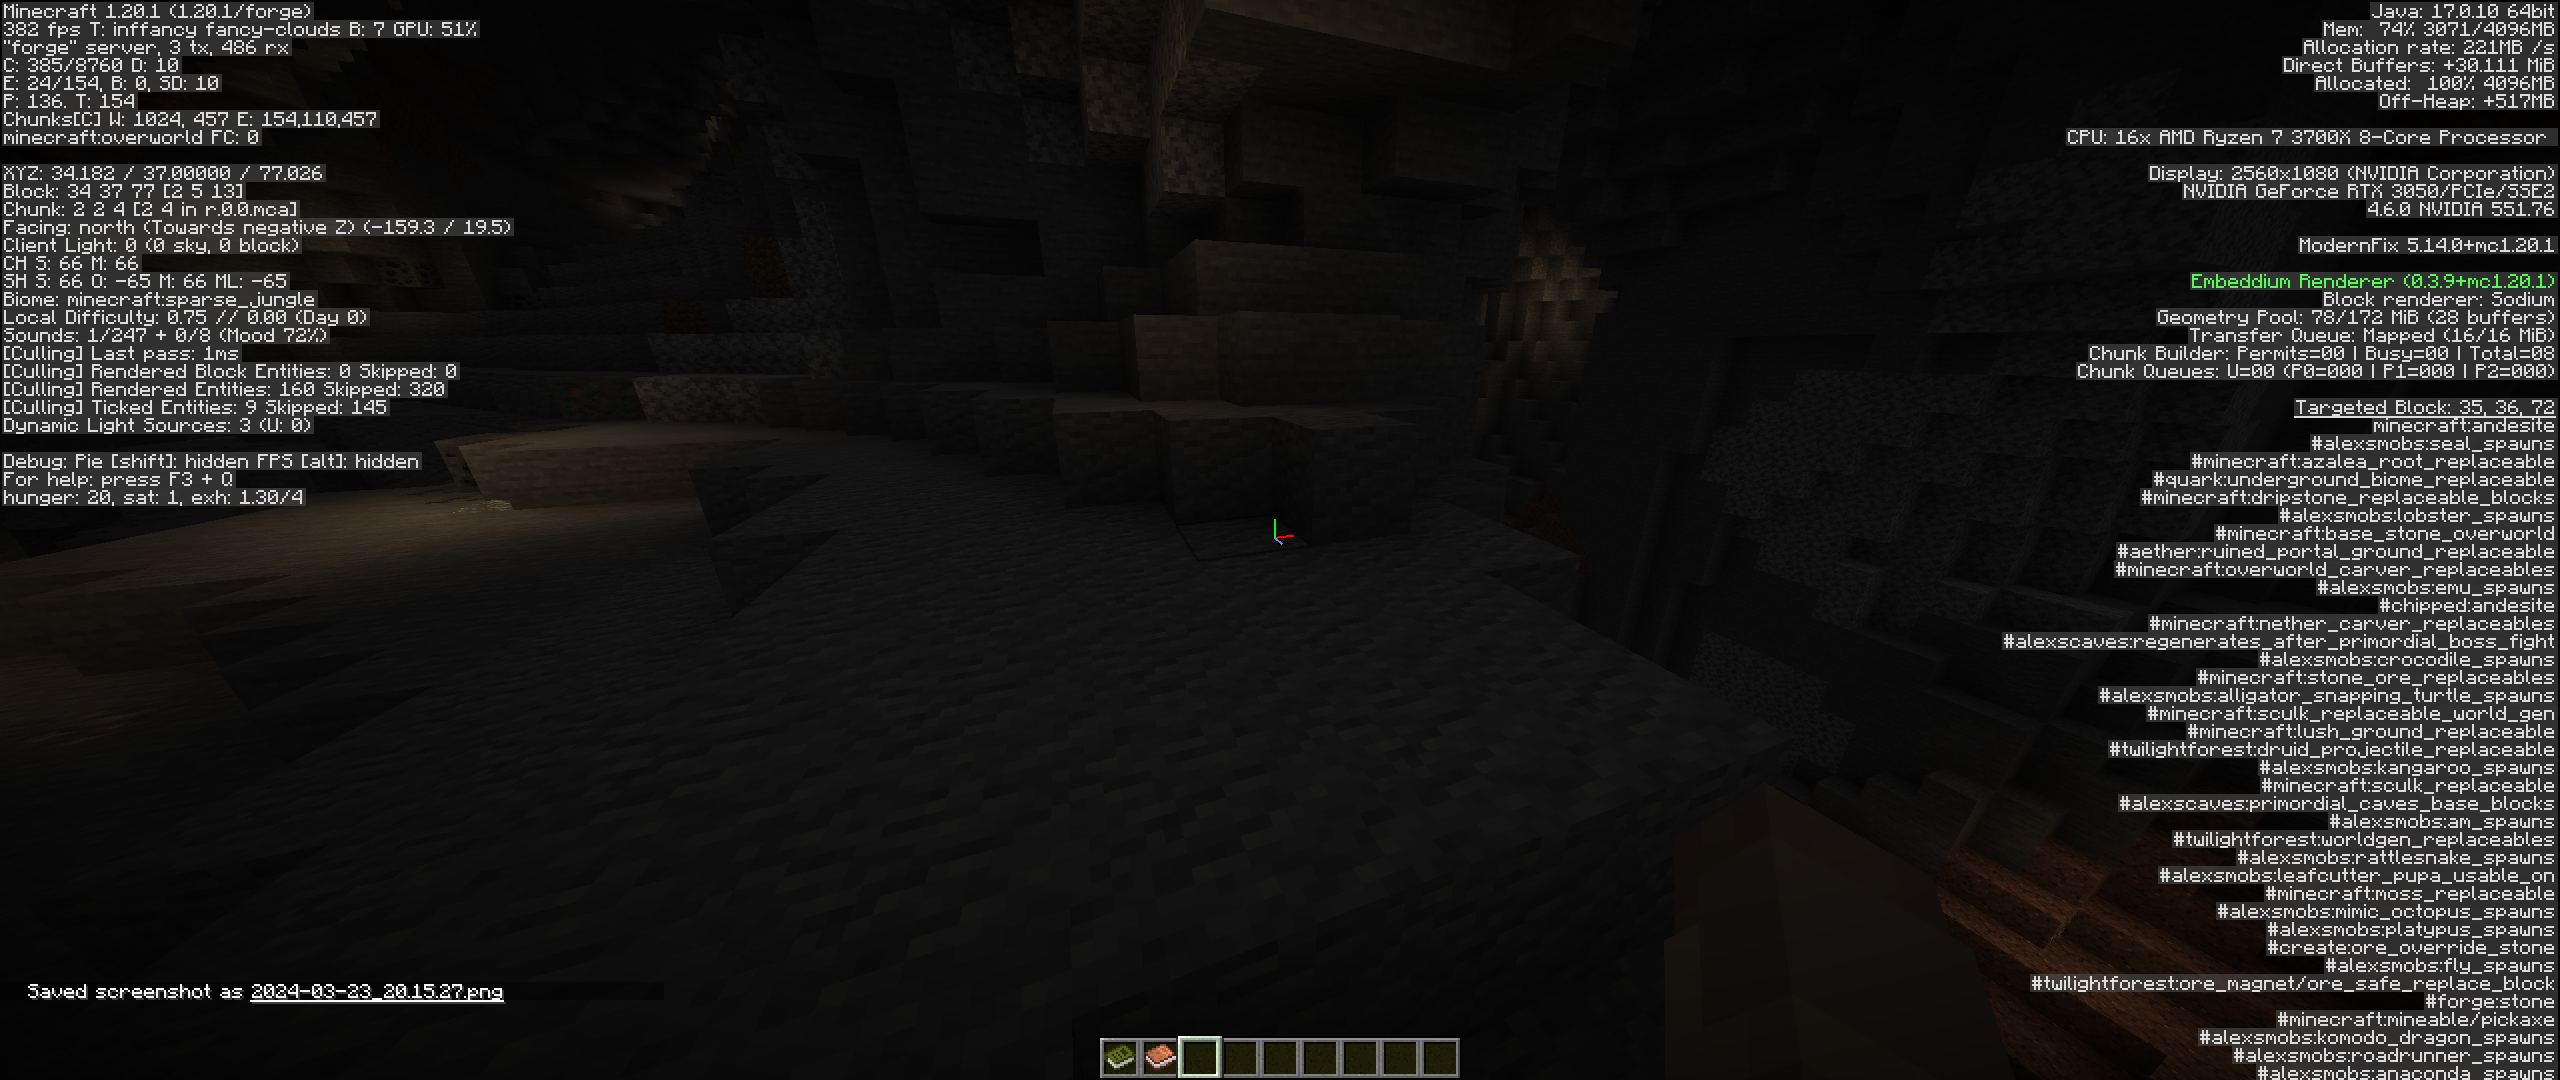 Minecraft 1.20.1 (1.20.1/forge)
382 fps T: inffancy fancy-clouds B: 7 GPU: 51%
"forge" server, 3 tx, 486 rx
C: 385/8760 D: 10
E: 24/154, B: 0, SD: 10
P: 136. T: 154
Chunks[C] W: 1024, 457 E: 154,110,457
minecraft:overworld FC: 0
XYZ: 34.182 / 37.00000 / 77.026
Block: 34 37 77 [2 5 13]
Chunk: 2 2 4 [2 4 in r.0.0.mca]
Facing: north (Towards negative Z) (-159.3 / 19.5)
Client Light: 0 (0 sky, 0 block)
CH S: 66 M: 66
SH S: 66 O: -65 M: 66 ML: -65
Biome: minecraft:sparse_jungle
Local Difficulty: 0.75 // 0.00 (Day 0)
Sounds: 1/247 + 0/8 (Mood 72%)
[Culling] Last pass: 1ms
[Culling] Rendered Block Entities: 0 Skipped: 0
[Culling] Rendered Entities: 160 Skipped: 320
[Culling] Ticked Entities: 9 Skipped: 145
Dynamic Light Sources: 3 (U: 0)
Debug: Pie [shift]: hidden FPS [alt]: hidden
For help: press F3 + Q
hunger: 20, sat: 1, exh: 1.30/4
Saved screenshot as 2024-03-23_20.15.27.png
Java: 17.0.10 64bit
Mem: 74% 3071/4096MB
Allocation rate: 221MB /s
Direct Buffers: +30.111 MiB
Allocated: 100% 4096MB
Off-Heap: +517MB
CPU: 16x AMD Ryzen 7 3700X 8-Core Processor
Display: 2560x1080 (NVIDIA Corporation)
NVIDIA GeForce RTX 3050/PCIe/SSE2
4.6.0 NVIDIA 551.76
ModernFix 5.14.0+mc1.20.1
Embeddium Renderer (0.3.9+mc1.20.1)
Block renderer: Sodium
Geometry Pool: 78/172 MiB (28 buffers)
Transfer Queue: Mapped (16/16 MiB)
Chunk Builder: Permits=00 | Busy=00 | Total=08
Chunk Queues: U=00 (P0=000 | P1=000 | P2=000)
Targeted Block: 35, 36, 72
minecraft:andesite
#alexsmobs:seal_spawns
#minecraft:azalea_root_replaceable
#quark:underground_biome_replaceable
#minecraft:dripstone_replaceable_blocks
#alexsmobs:lobster_spawns
#minecraft:base_stone_overworld
#aether:ruined_portal_ground_replaceable
#minecraft:overworld_carver_replaceables
#alexsmobs:emu_spawns
#chipped:andesite
#minecraft:nether_carver_replaceables
#alexscaves:regenerates_after_primordial_boss_fight
#alexsmobs:crocodile_spawns
#minecraft:stone_ore_replaceables
#alexsmobs:alligator_snapping_turtle_spawns
#minecraft:sculk_replaceable_world_gen
#minecraft:lush_ground_replaceable
#twilightforest:druid_projectile_replaceable
#alexsmobs:kangaroo_spawns
#minecraft:sculk_replaceable
#alexscaves:primordial_caves_base_blocks
#alexsmobs:am_spawns
#twilightforest:worldgen_replaceables
#alexsmobs:rattlesnake_spawns
#alexsmobs:leafcutter_pupa_usable_on
#minecraft:moss_replaceable
#alexsmobs:mimic_octopus_spawns
#alexsmobs:platypus_spawns
#create:ore_override_stone
#alexsmobs:fly_spawns
#twilightforest:ore_magnet/ore_safe_replace_block
#forge:stone
#minecraft:mineable/pickaxe
#alexsmobs:komodo_dragon_spawns
#alexsmobs:roadrunner_spawns
#alexsmobs:anaconda_spawns